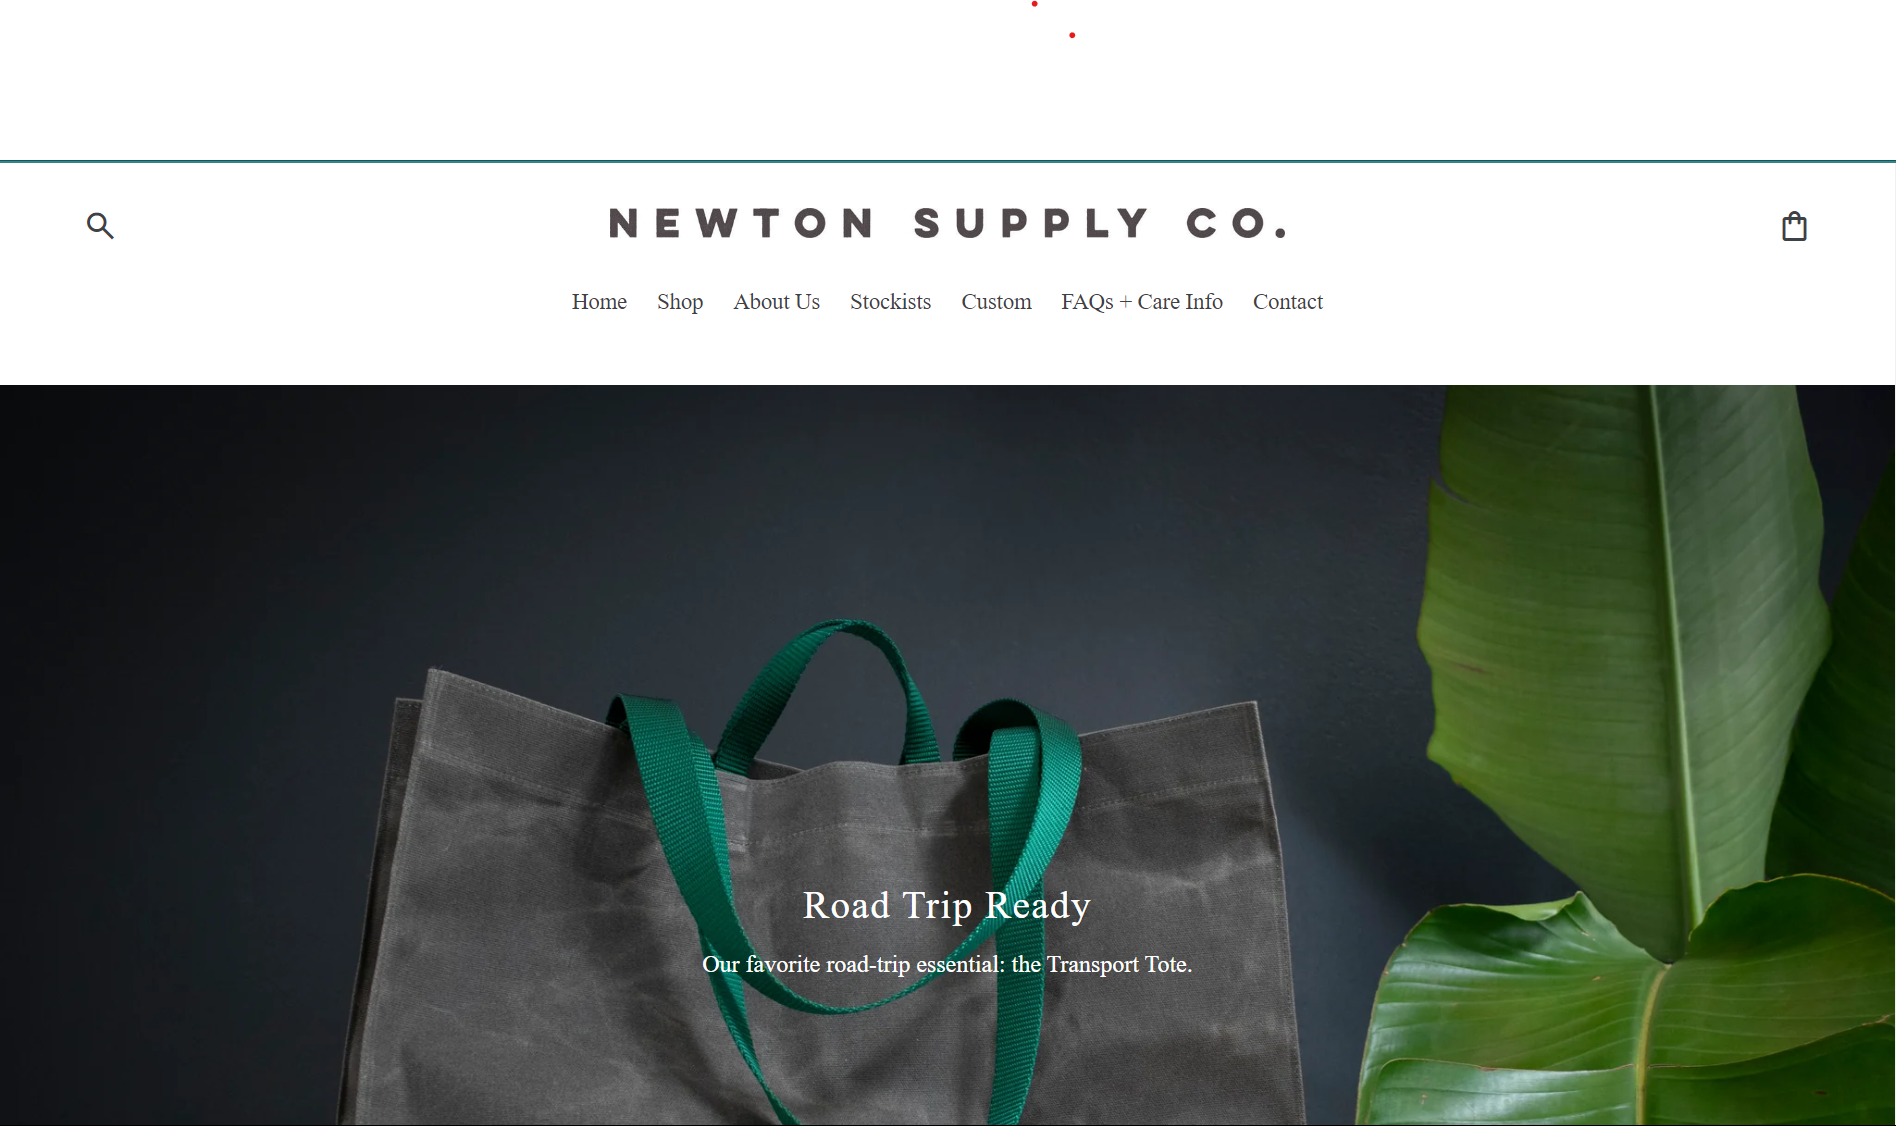 NEWTON SUPPLY CO.
Home Shop About Us Stockists Custom FAQs + Care Info Contact
Road Trip Ready
Our favorite road-trip essential: the Transport Tote.